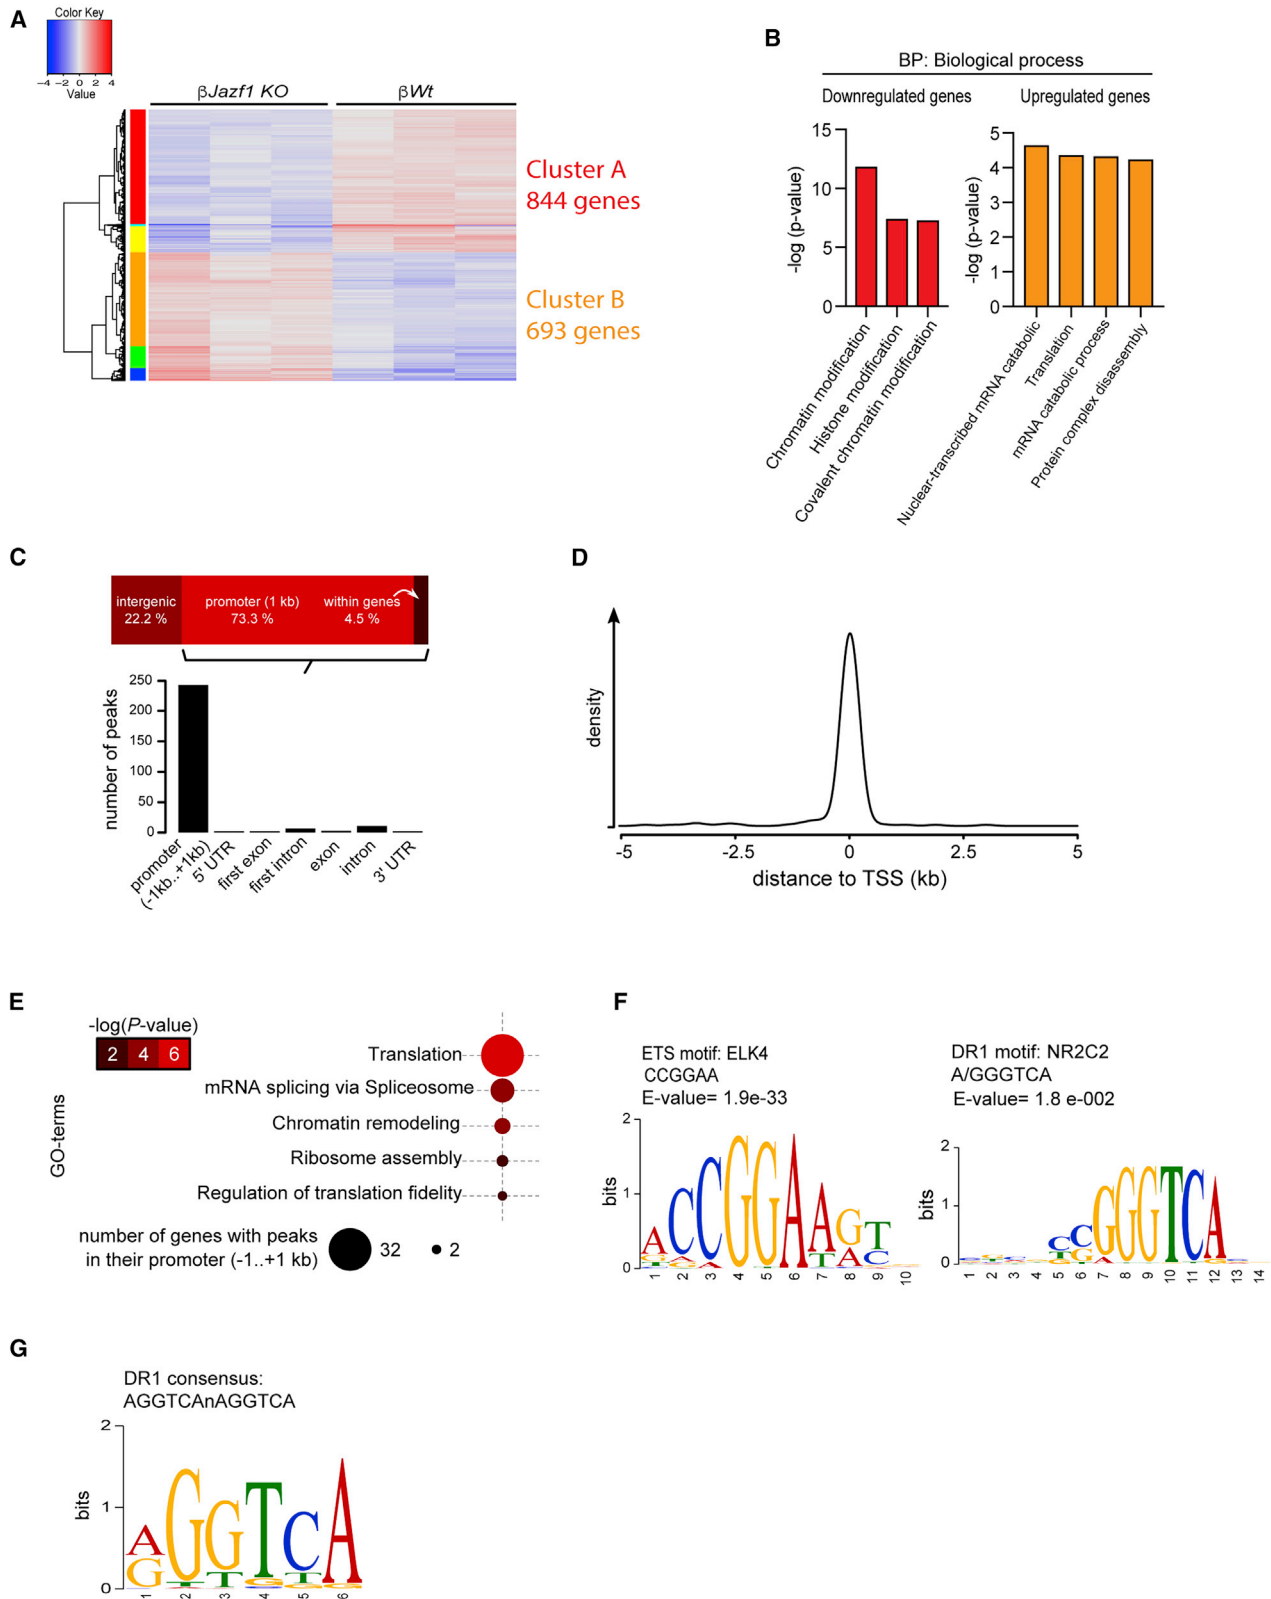 A
Color Key
−4 −2 0 2 4
Value
βJazf1 KO
βWt
Cluster A
844 genes
Cluster B
693 genes
B
BP: Biological process
Downregulated genes
Upregulated genes
-log (p-value)
15
10
5
0
Chromatin modification
Histone modification
Covalent chromatin modification
-log (p-value)
5
4
3
2
1
0
Nuclear-transcribed mRNA catabolic
Translation
mRNA catabolic process
Protein complex disassembly
C
intergenic
22.2 %
promoter (1 kb)
73.3 %
within genes
4.5 %
number of peaks
250
200
150
100
50
0
promoter
(-1kb..+1kb)
5' UTR
first exon
first intron
exon
intron
3' UTR
D
density
-5 -2.5 0 2.5 5
distance to TSS (kb)
E
-log(P-value)
2 4 6
GO-terms
Translation
mRNA splicing via Spliceosome
Chromatin remodeling
Ribosome assembly
Regulation of translation fidelity
number of genes with peaks
in their promoter (-1..+1 kb)
32
2
F
ETS motif: ELK4
CCGGAA
E-value= 1.9e-33
bits
2
1
0
1 2 3 4 5 6 7 8 9 10
DR1 motif: NR2C2
A/GGGTCA
E-value= 1.8 e-002
bits
2
1
0
1 2 3 4 5 6 7 8 9 10 11 12 13 14
G
DR1 consensus:
AGGTCAnAGGTCA
bits
2
1
0
1 2 3 4 5 6